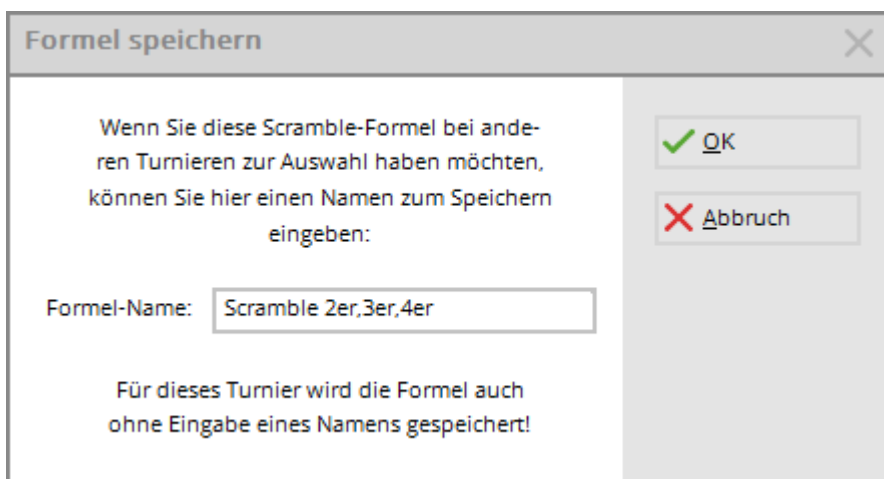 Formel speichern
Wenn Sie diese Scramble-Formel bei ande-
ren Turnieren zur Auswahl haben möchten,
können Sie hier einen Namen zum Speichern
eingeben:
OK
Abbruch
Formel-Name: Scramble 2er,3er,4er
Für dieses Turnier wird die Formel auch
ohne Eingabe eines Namens gespeichert!